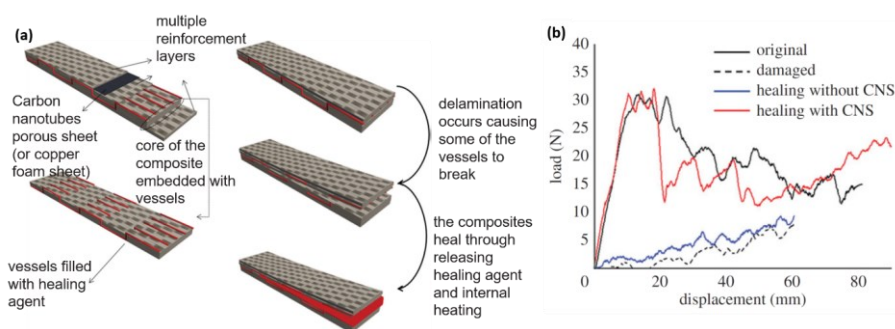 (a)
multiple
reinforcement
layers
Carbon
nanotubes
porous sheet
(or copper
foam sheet)
core of the
composite
embedded with
vessels
vessels filled
with healing
agent
delamination
occurs causing
some of the
vessels to
break
the composites
heal through
releasing
healing agent
and internal
heating
(b)
40
35
30
25
20
15
10
5
0
load (N)
original
damaged
healing without CNS
healing with CNS
0 20 40 60 80
displacement (mm)